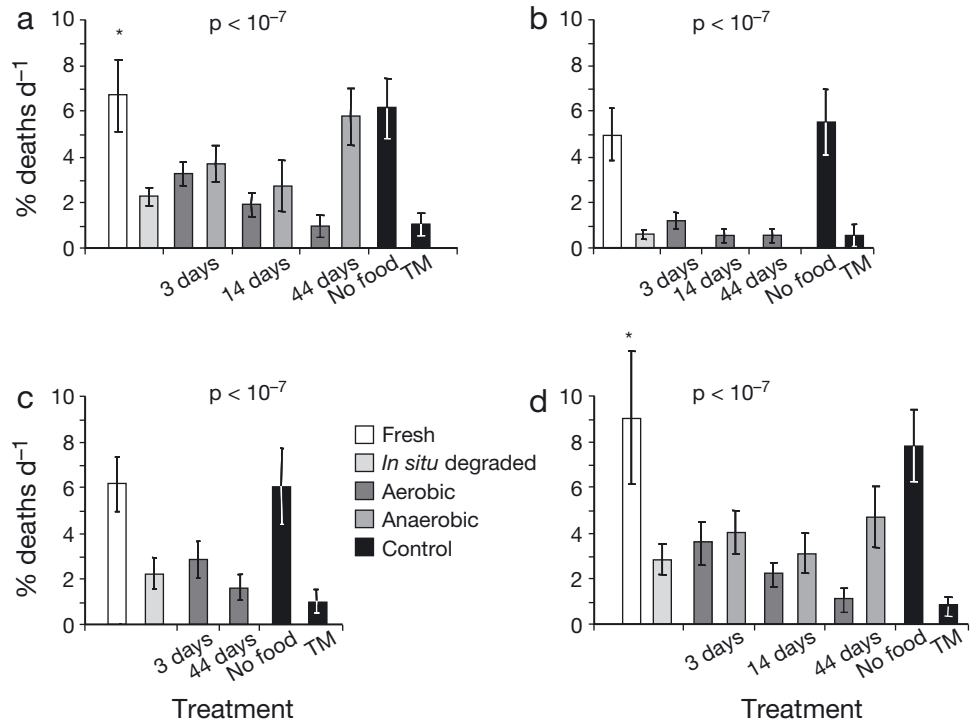 a
p < 10⁻⁷
*
% deaths d⁻¹
10
8
6
4
2
0
3 days
14 days
44 days
No food
TM
b
p < 10⁻⁷
10
8
6
4
2
0
3 days
14 days
44 days
No food
TM
c
p < 10⁻⁷
% deaths d⁻¹
10
8
6
4
2
0
3 days
44 days
No food
TM
Treatment
Fresh
In situ degraded
Aerobic
Anaerobic
Control
d
*
p < 10⁻⁷
10
8
6
4
2
0
3 days
14 days
44 days
No food
TM
Treatment